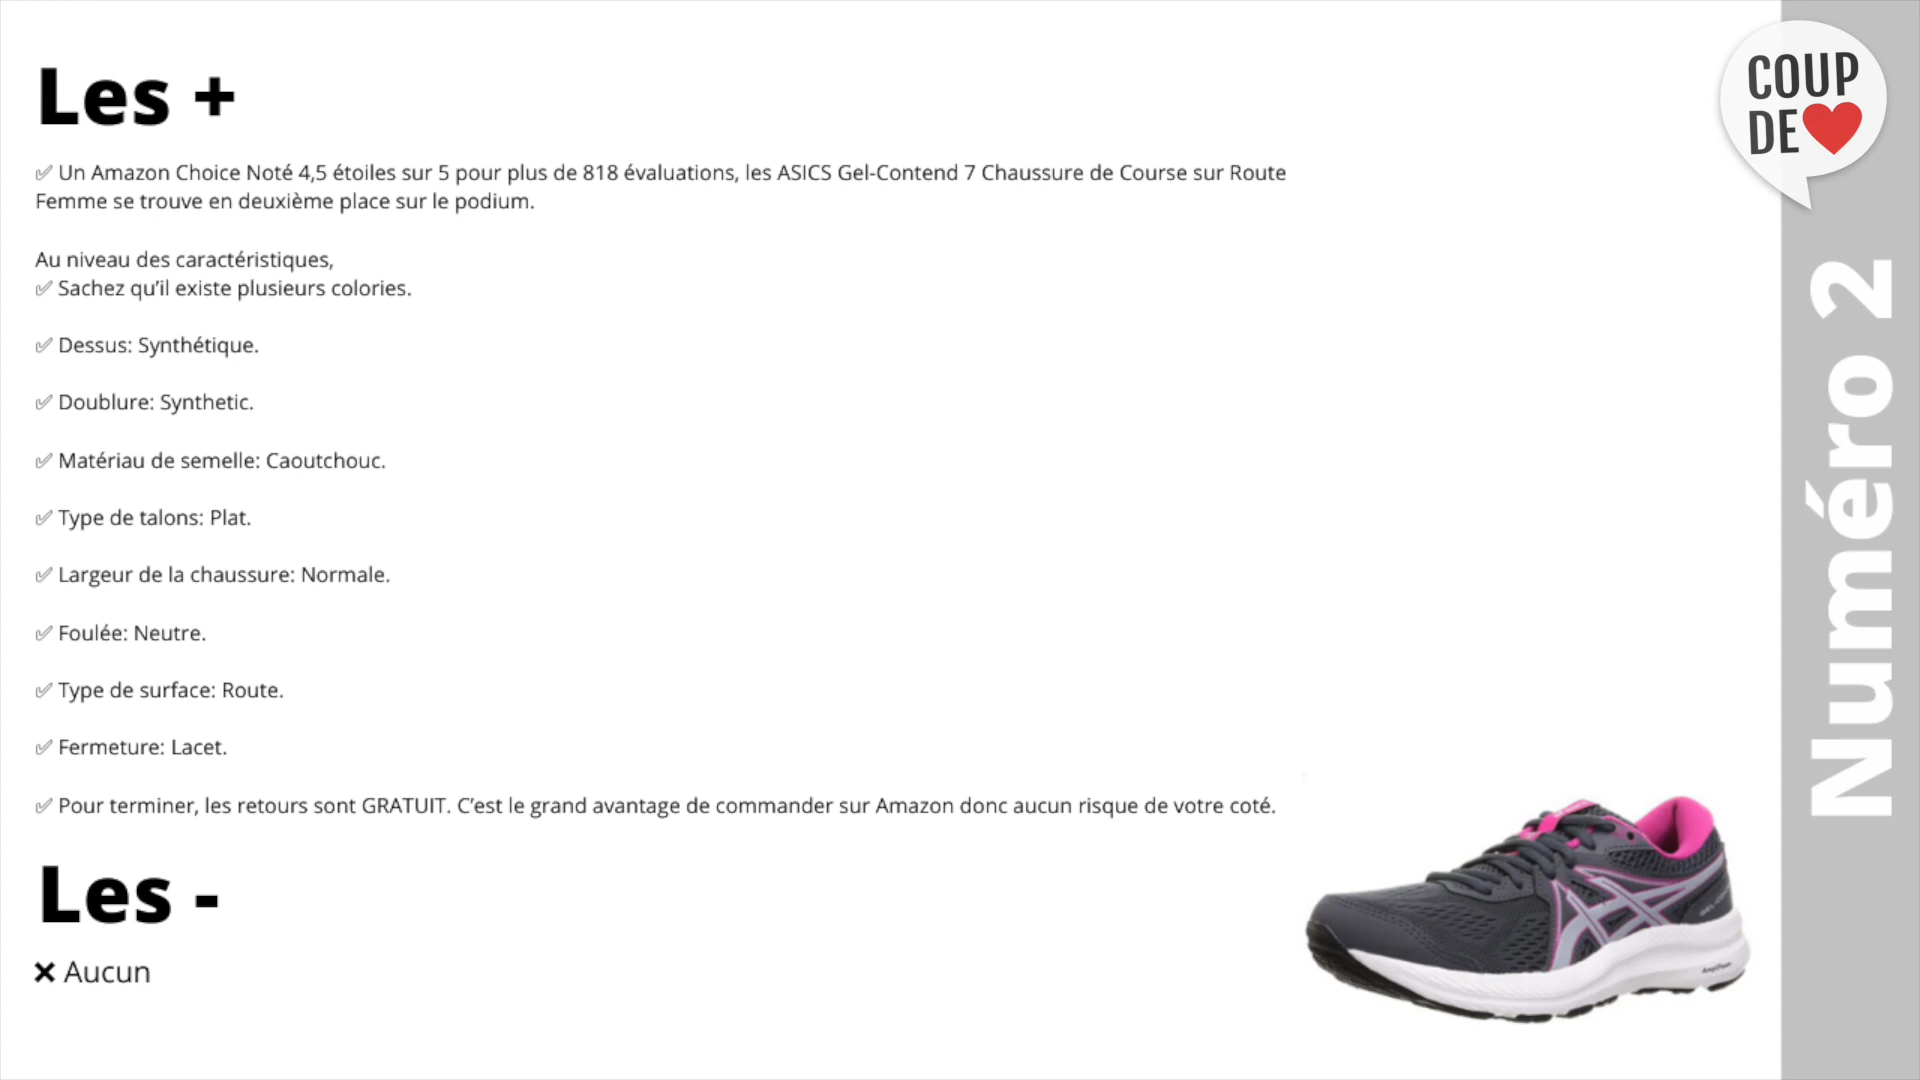 Les +
✅ Un Amazon Choice Noté 4,5 étoiles sur 5 pour plus de 818 évaluations, les ASICS Gel-Contend 7 Chaussure de Course sur Route
Femme se trouve en deuxième place sur le podium.
Au niveau des caractéristiques,
✅ Sachez qu’il existe plusieurs colories.
✅ Dessus: Synthétique.
✅ Doublure: Synthetic.
✅ Matériau de semelle: Caoutchouc.
✅ Type de talons: Plat.
✅ Largeur de la chaussure: Normale.
✅ Foulée: Neutre.
✅ Type de surface: Route.
✅ Fermeture: Lacet.
✅ Pour terminer, les retours sont GRATUIT. C’est le grand avantage de commander sur Amazon donc aucun risque de votre coté.
Les -
❌ Aucun
COUP
DE
Numéro 2